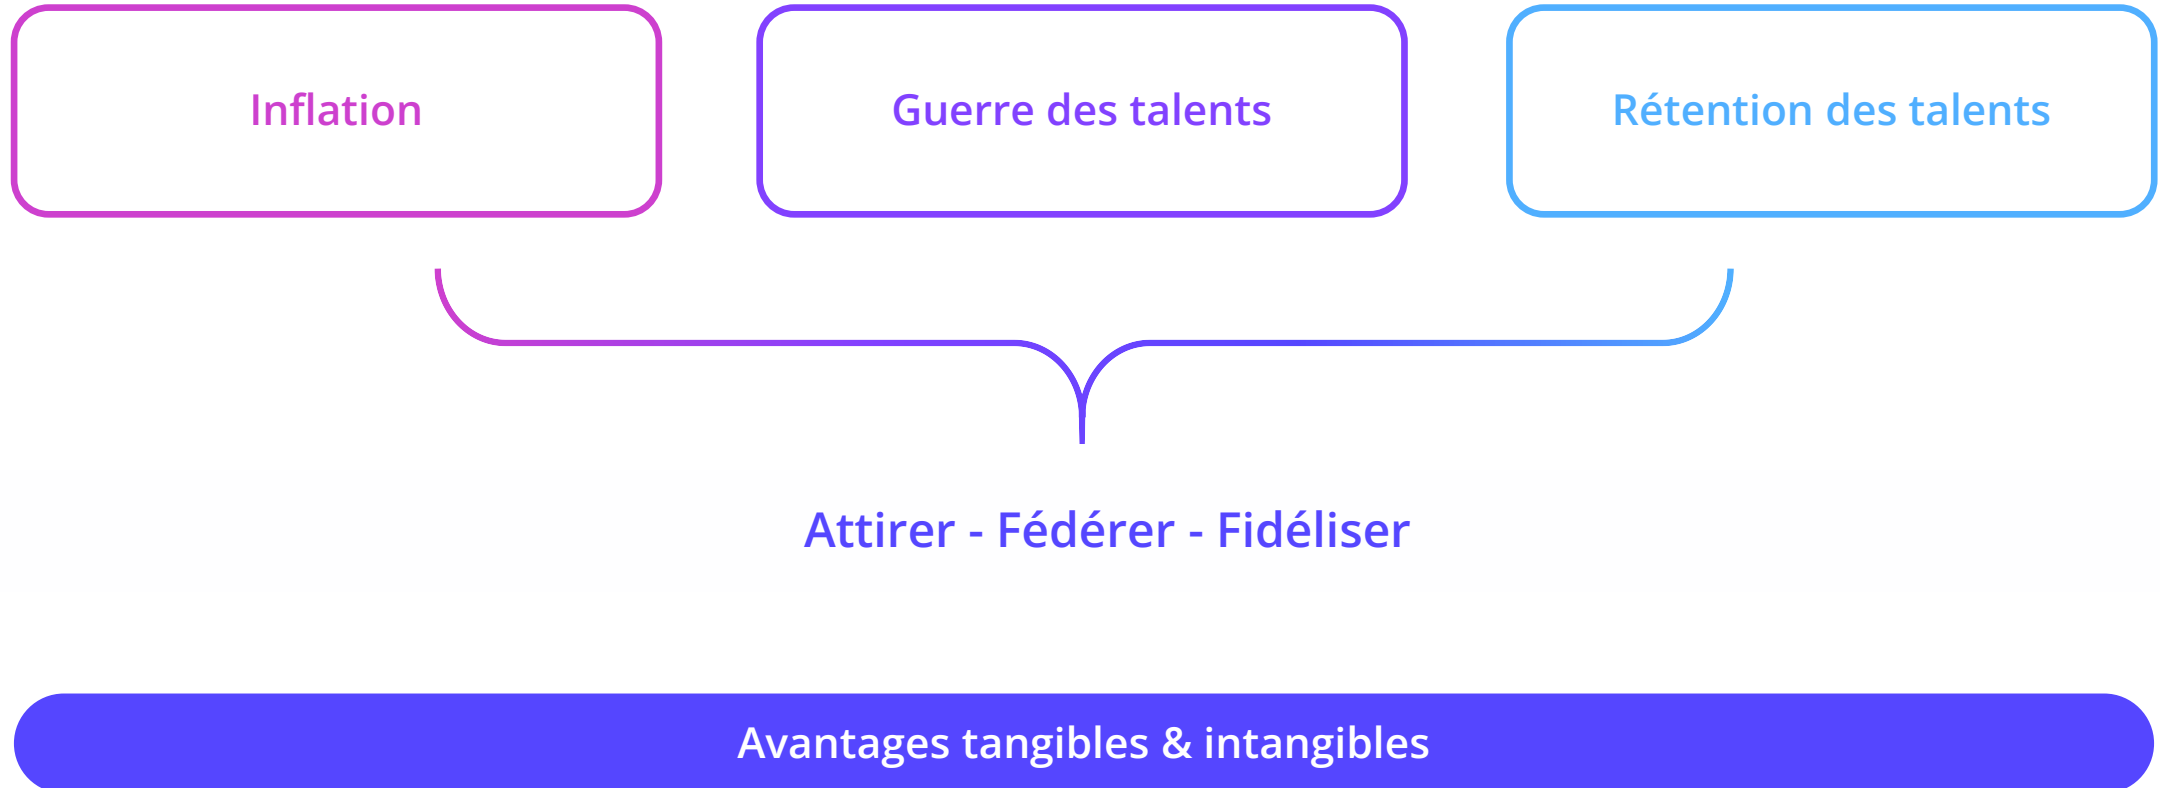 Inflation
Guerre des talents
Rétention des talents
Attirer - Fédérer - Fidéliser
Avantages tangibles & intangibles